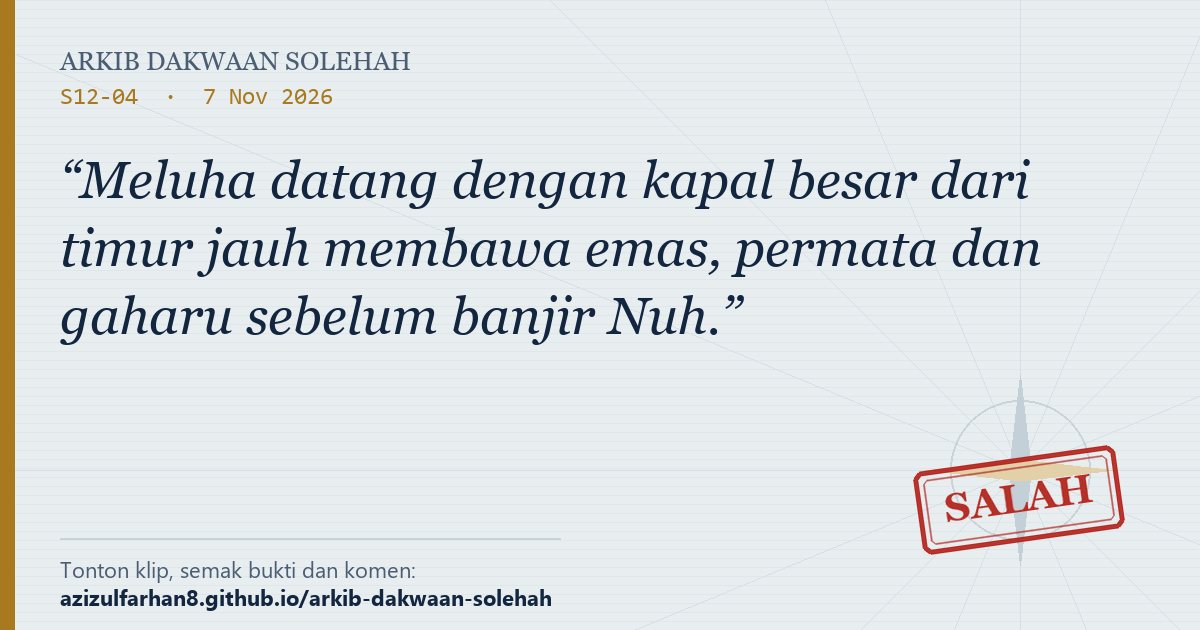 ARKIB DAKWAAN SOLEHAH
S12-04 · 7 Nov 2026
“Meluha datang dengan kapal besar dari
timur jauh membawa emas, permata dan
gaharu sebelum banjir Nuh.”
SALAH
Tonton klip, semak bukti dan komen:
azizulfarhan8.github.io/arkib-dakwaan-solehah